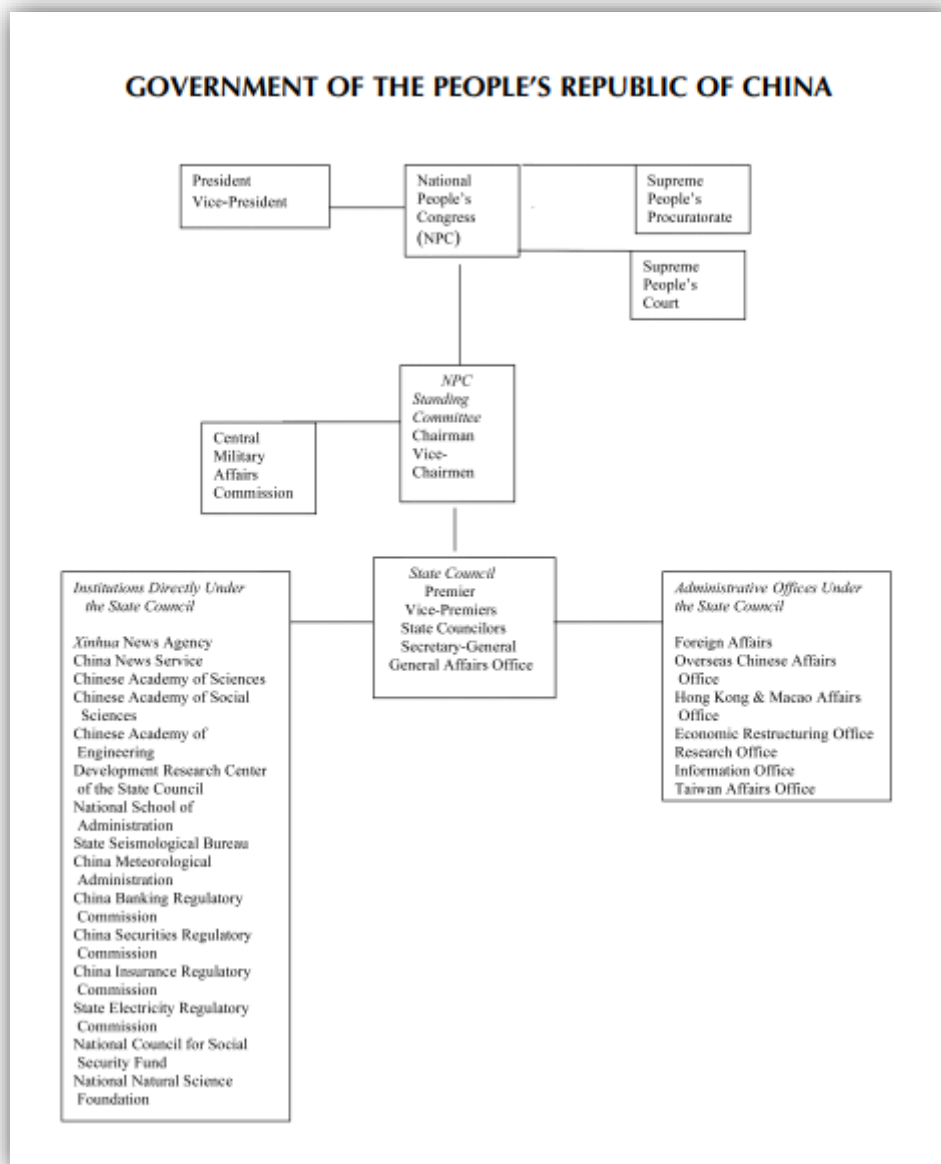 GOVERNMENT OF THE PEOPLE'S REPUBLIC OF CHINA
President
Vice-President
National
People's
Congress
(NPC)
Supreme
People's
Procuratorate
Supreme
People's
Court
NPC
Standing
Committee
Chairman
Vice-
Chairmen
Central
Military
Affairs
Commission
State Council
Premier
Vice-Premiers
State Councilors
Secretary-General
General Affairs Office
Institutions Directly Under
the State Council
Xinhua News Agency
China News Service
Chinese Academy of Sciences
Chinese Academy of Social
Sciences
Chinese Academy of
Engineering
Development Research Center
of the State Council
National School of
Administration
State Seismological Bureau
China Meteorological
Administration
China Banking Regulatory
Commission
China Securities Regulatory
Commission
China Insurance Regulatory
Commission
State Electricity Regulatory
Commission
National Council for Social
Security Fund
National Natural Science
Foundation
Administrative Offices Under
the State Council
Foreign Affairs
Overseas Chinese Affairs
Office
Hong Kong & Macao Affairs
Office
Economic Restructuring Office
Research Office
Information Office
Taiwan Affairs Office